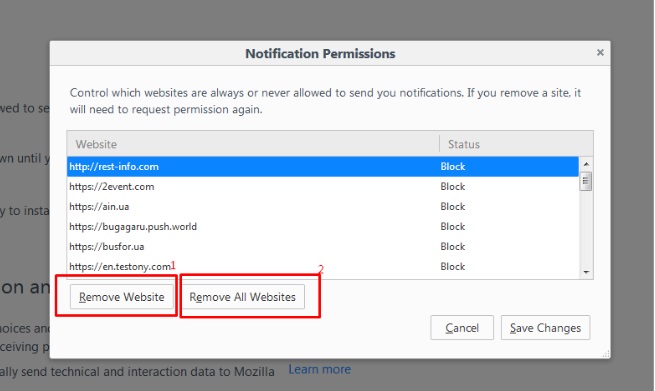 Notification Permissions
×
Control which websites are always or never allowed to send you notifications. If you remove a site, it
will need to request permission again.
owed to se
Website Status
http://rest-info.com Block
wn until y
https://2event.com Block
https://ain.ua Block
y to insta
https://bugagaru.push.world Block
https://busfor.ua Block
https://en.testony.com Block
1
2
on an
Remove Website Remove All Websites
oices and
Cancel Save Changes
ceiving p
ally send technical and interaction data to Mozilla Learn more